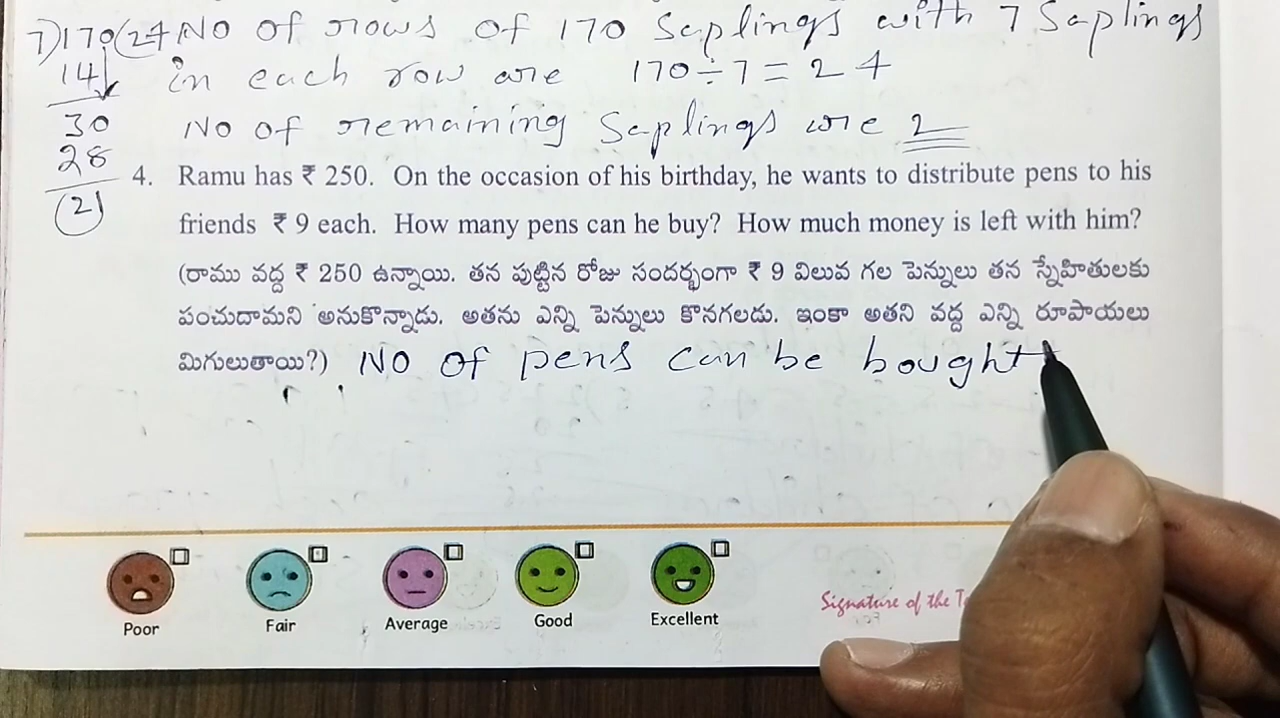 7)170(24 No of rows of 170 Saplings with 7 Saplings
14 in each row are 170÷7=24
30 No of remaining Saplings are 2
28
(2)
4. Ramu has ₹ 250. On the occasion of his birthday, he wants to distribute pens to his
friends ₹ 9 each. How many pens can he buy? How much money is left with him?
(రాము వద్ద ₹ 250 ఉన్నాయి. తన పుట్టిన రోజు సందర్భంగా ₹ 9 విలువ గల పెన్నులు తన స్నేహితులకు
పంచుదామని అనుకొన్నాడు. అతను ఎన్ని పెన్నులు కొనగలడు. ఇంకా అతని వద్ద ఎన్ని రూపాయలు
మిగులుతాయి?) No of pens can be bought
Poor Fair Average Good Excellent
Signature of the